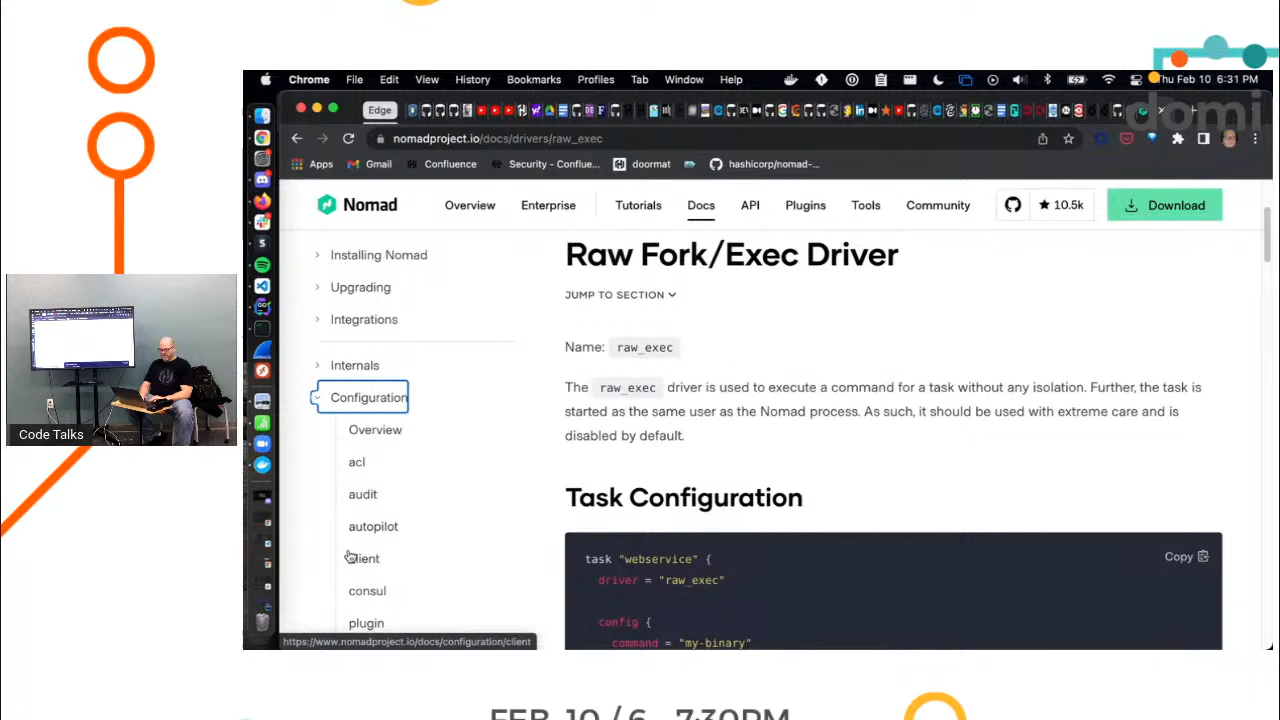 Chrome File Edit View History Bookmarks Profiles Tab Window Help
Thu Feb 10 6:31 PM
domi
Edge
nomadproject.io/docs/drivers/raw_exec
Apps Gmail Confluence Security - Conflue... doormat hashicorp/nomad-...
Nomad Overview Enterprise Tutorials Docs API Plugins Tools Community 10.5k Download
Installing Nomad
Upgrading
Integrations
Internals
Configuration
Overview
acl
audit
autopilot
client
consul
plugin
https://www.nomadproject.io/docs/configuration/client
Raw Fork/Exec Driver
JUMP TO SECTION
Name: raw_exec
The raw_exec driver is used to execute a command for a task without any isolation. Further, the task is
started as the same user as the Nomad process. As such, it should be used with extreme care and is
disabled by default.
Task Configuration
Copy
task "webservice" {
driver = "raw_exec"
config {
command = "my-binary"
Code Talks
FEB. 10 / 6 - 7:30PM